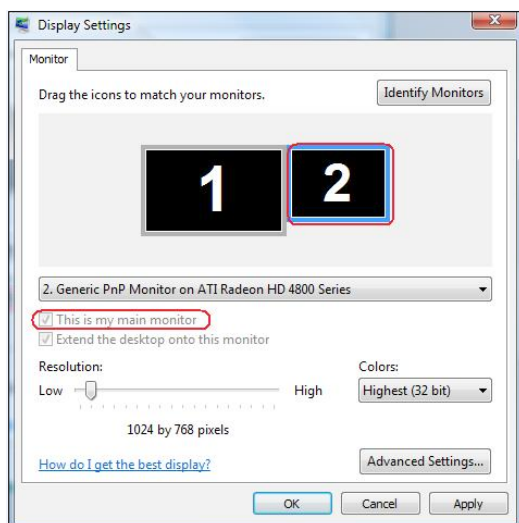 Display Settings
Monitor
Drag the icons to match your monitors.
Identify Monitors
1
2
2. Generic PnP Monitor on ATI Radeon HD 4800 Series
This is my main monitor
Extend the desktop onto this monitor
Resolution:
Colors:
Low
High
Highest (32 bit)
1024 by 768 pixels
How do I get the best display?
Advanced Settings...
OK
Cancel
Apply